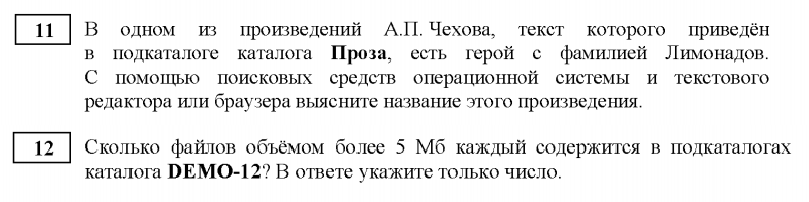 11 В одном из произведений А.П. Чехова, текст которого приведён
в подкаталоге каталога Проза, есть герой с фамилией Лимонадов.
С помощью поисковых средств операционной системы и текстового
редактора или браузера выясните название этого произведения.
12 Сколько файлов объёмом более 5 Мб каждый содержится в подкаталогах
каталога DEMO-12? В ответе укажите только число.